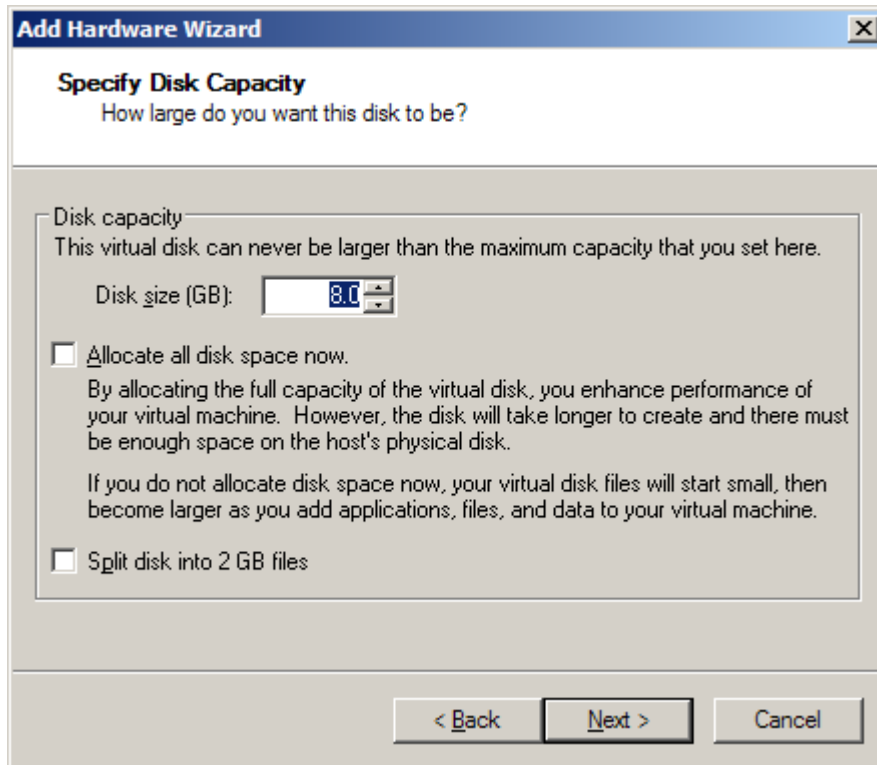 Add Hardware Wizard
Specify Disk Capacity
How large do you want this disk to be?
Disk capacity
This virtual disk can never be larger than the maximum capacity that you set here.
Disk size (GB): 8.0
Allocate all disk space now.
By allocating the full capacity of the virtual disk, you enhance performance of
your virtual machine.  However, the disk will take longer to create and there must
be enough space on the host's physical disk.
If you do not allocate disk space now, your virtual disk files will start small, then
become larger as you add applications, files, and data to your virtual machine.
Split disk into 2 GB files
< Back Next > Cancel